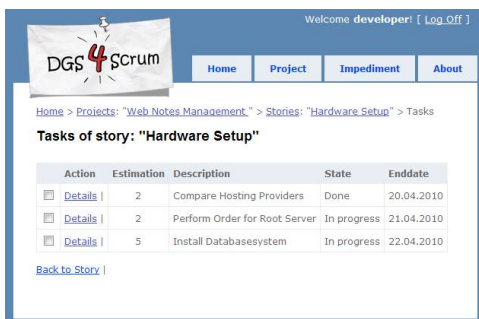 Welcome developer! [ Log Off ]
DGS 4 Scrum
Home Project Impediment About
Home > Projects: "Web Notes Management " > Stories: "Hardware Setup" > Tasks
Tasks of story: "Hardware Setup"
Action Estimation Description State Enddate
Details | 2 Compare Hosting Providers Done 20.04.2010
Details | 2 Perform Order for Root Server In progress 21.04.2010
Details | 5 Install Databasesystem In progress 22.04.2010
Back to Story |